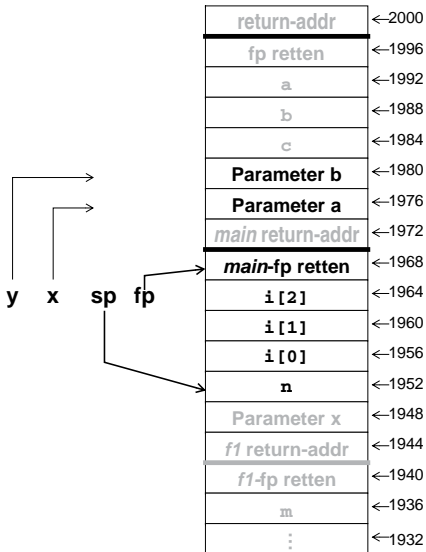 return-addr ←2000
fp retten ←1996
a ←1992
b ←1988
c ←1984
Parameter b ←1980
Parameter a ←1976
main return-addr ←1972
main-fp retten ←1968
y x sp fp
i[2] ←1964
i[1] ←1960
i[0] ←1956
n ←1952
Parameter x ←1948
f1 return-addr ←1944
f1-fp retten ←1940
m ←1936
⋮ ←1932